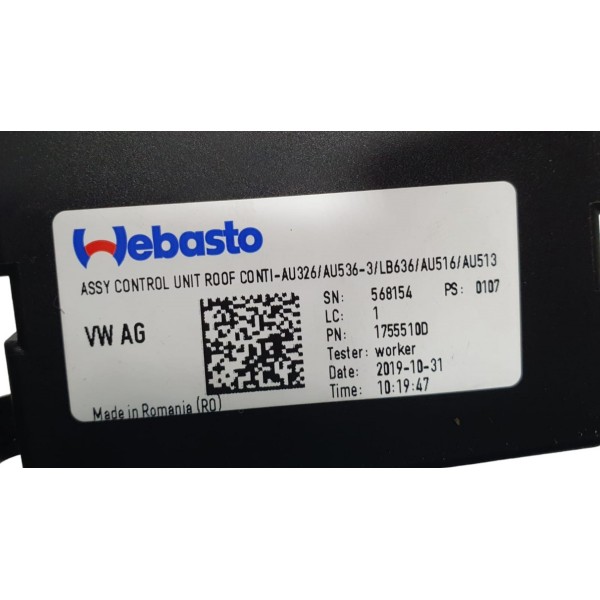 Webasto
ASSY CONTROL UNIT ROOF CONTI-AU326/AU536-3/LB636/AU516/AU513
VW AG
SN: 568154 PS: 0107
LC: 1
PN: 1755510D
Tester: worker
Date: 2019-10-31
Time: 10:19:47
Made in Romania (RO)